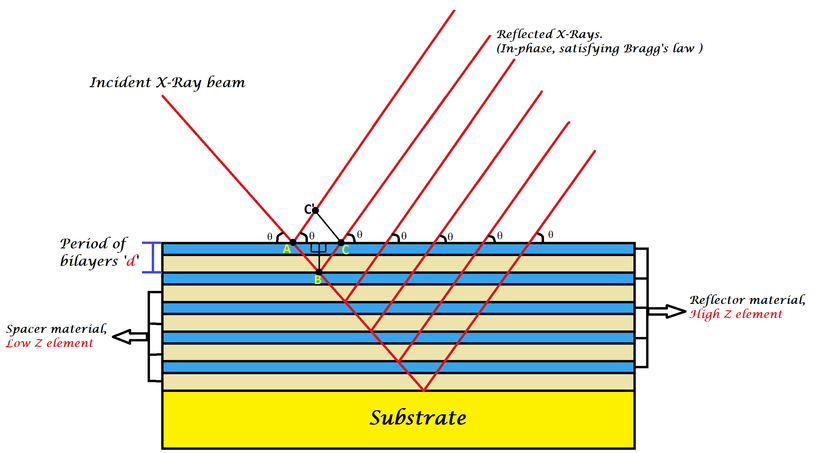 Reflected X-Rays.
(In-phase, satisfying Bragg's law )
Incident X-Ray beam
C'
θ θ θ θ θ θ θ
A C
B
Period of
bilayers 'd'
Spacer material,
Low Z element
Reflector material,
High Z element
Substrate